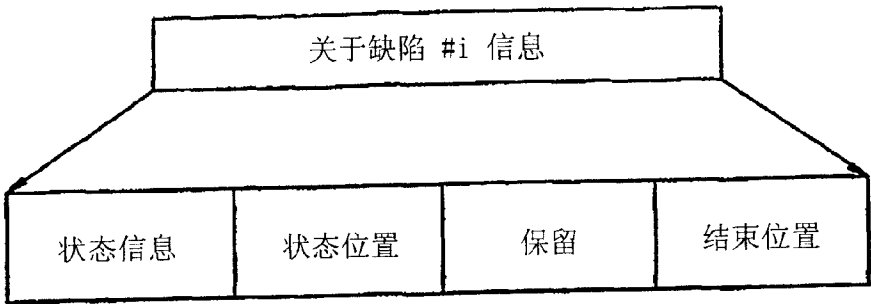 关于缺陷 #i 信息
状态信息
状态位置
保留
结束位置